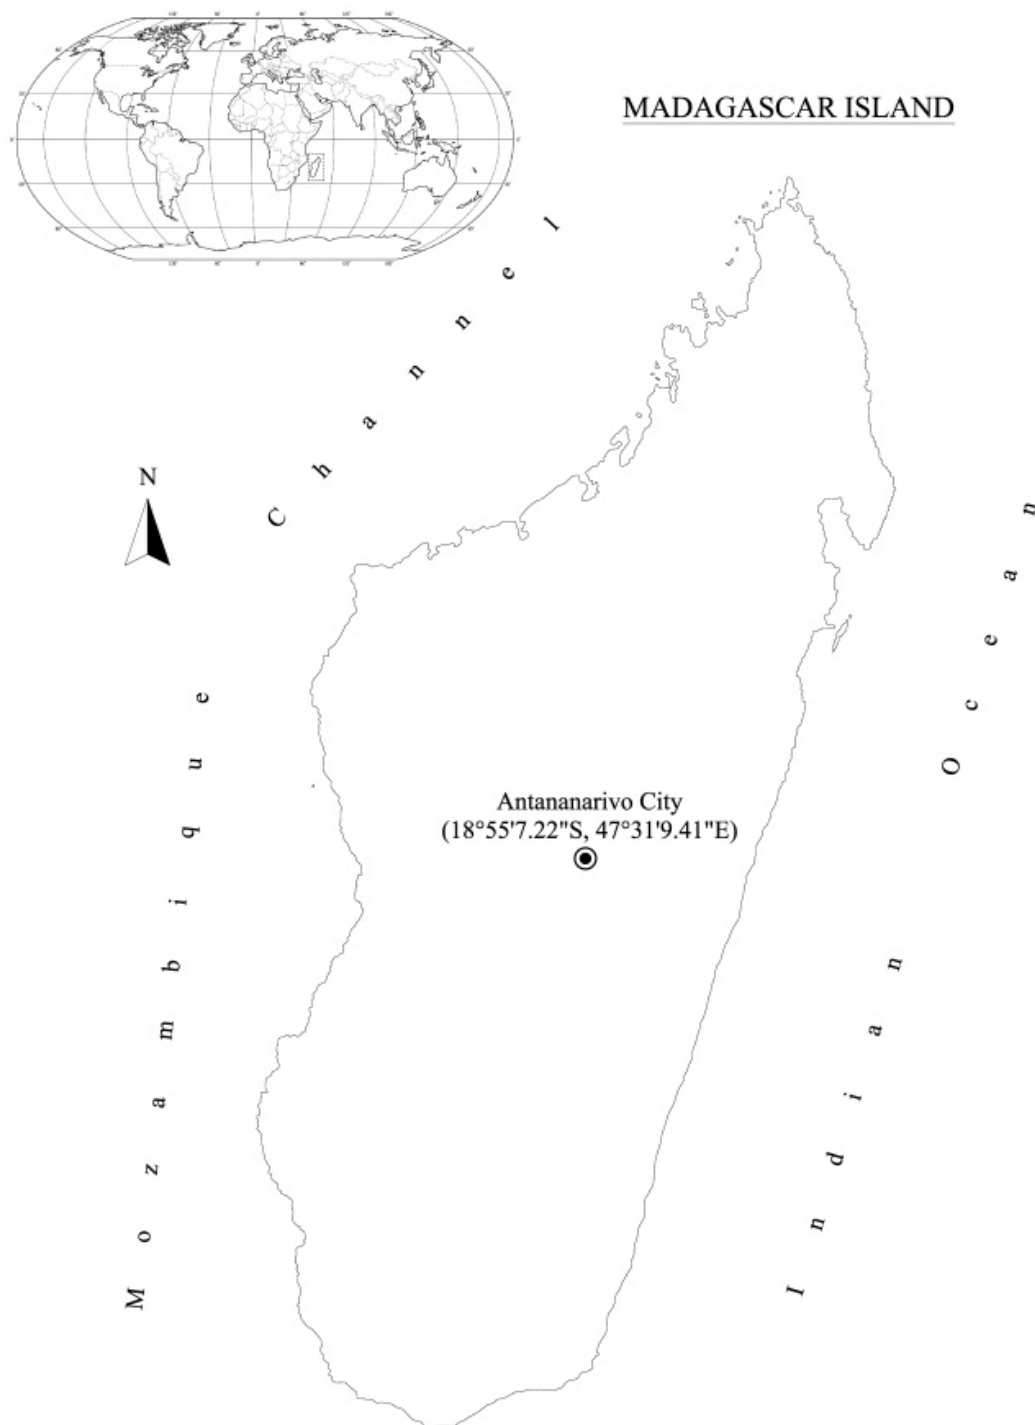 MADAGASCAR ISLAND
Mozambique Channel
N
Antananarivo City
(18°55'7.22"S, 47°31'9.41"E)
Indian Ocean